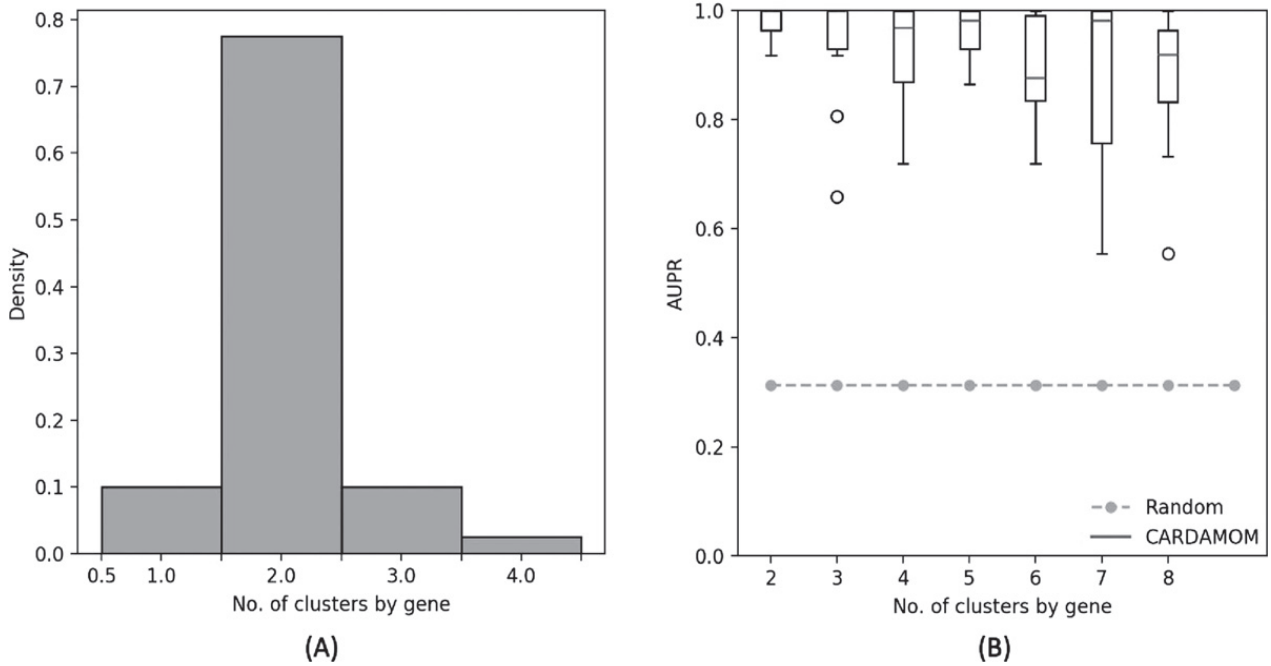 0.8
0.7
0.6
0.5
0.4
0.3
0.2
0.1
0.0
Density
0.5 1.0 2.0 3.0 4.0
No. of clusters by gene
(A)
1.0
0.8
0.6
0.4
0.2
0.0
AUPR
Random
CARDAMOM
2 3 4 5 6 7 8
No. of clusters by gene
(B)